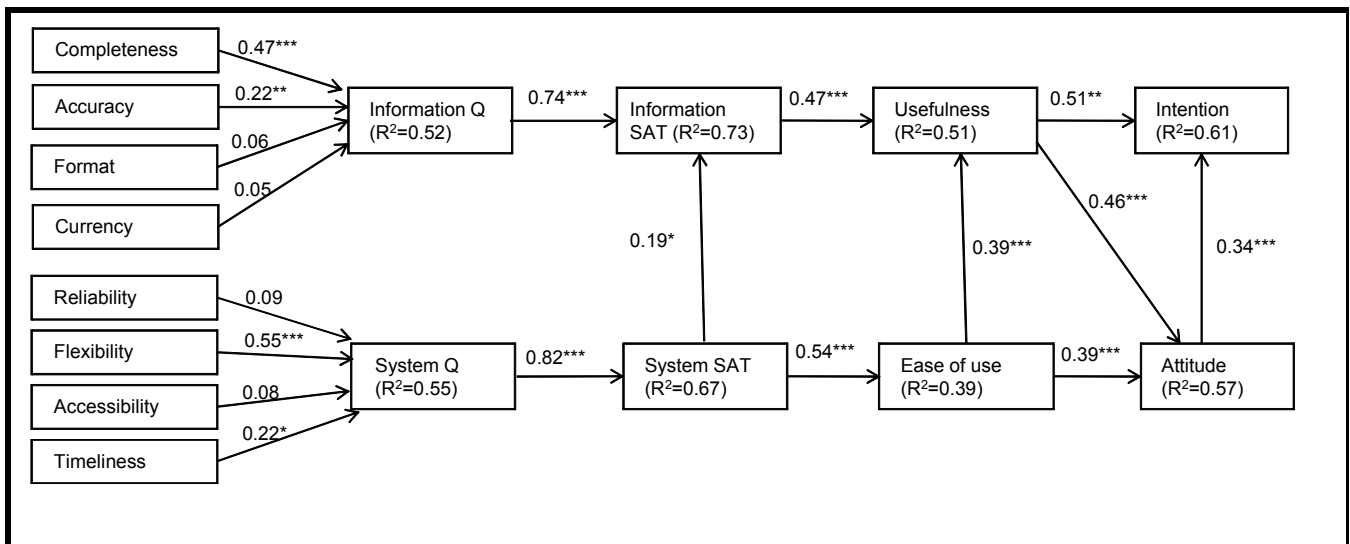 Completeness
0.47***
Accuracy
0.22**
Format
0.06
Currency
0.05
Information Q
(R²=0.52)
0.74***
Information
SAT (R²=0.73)
0.47***
Usefulness
(R²=0.51)
0.51**
Intention
(R²=0.61)
0.19*
0.39***
0.46***
0.34***
Reliability
0.09
Flexibility
0.55***
Accessibility
0.08
Timeliness
0.22*
System Q
(R²=0.55)
0.82***
System SAT
(R²=0.67)
0.54***
Ease of use
(R²=0.39)
0.39***
Attitude
(R²=0.57)